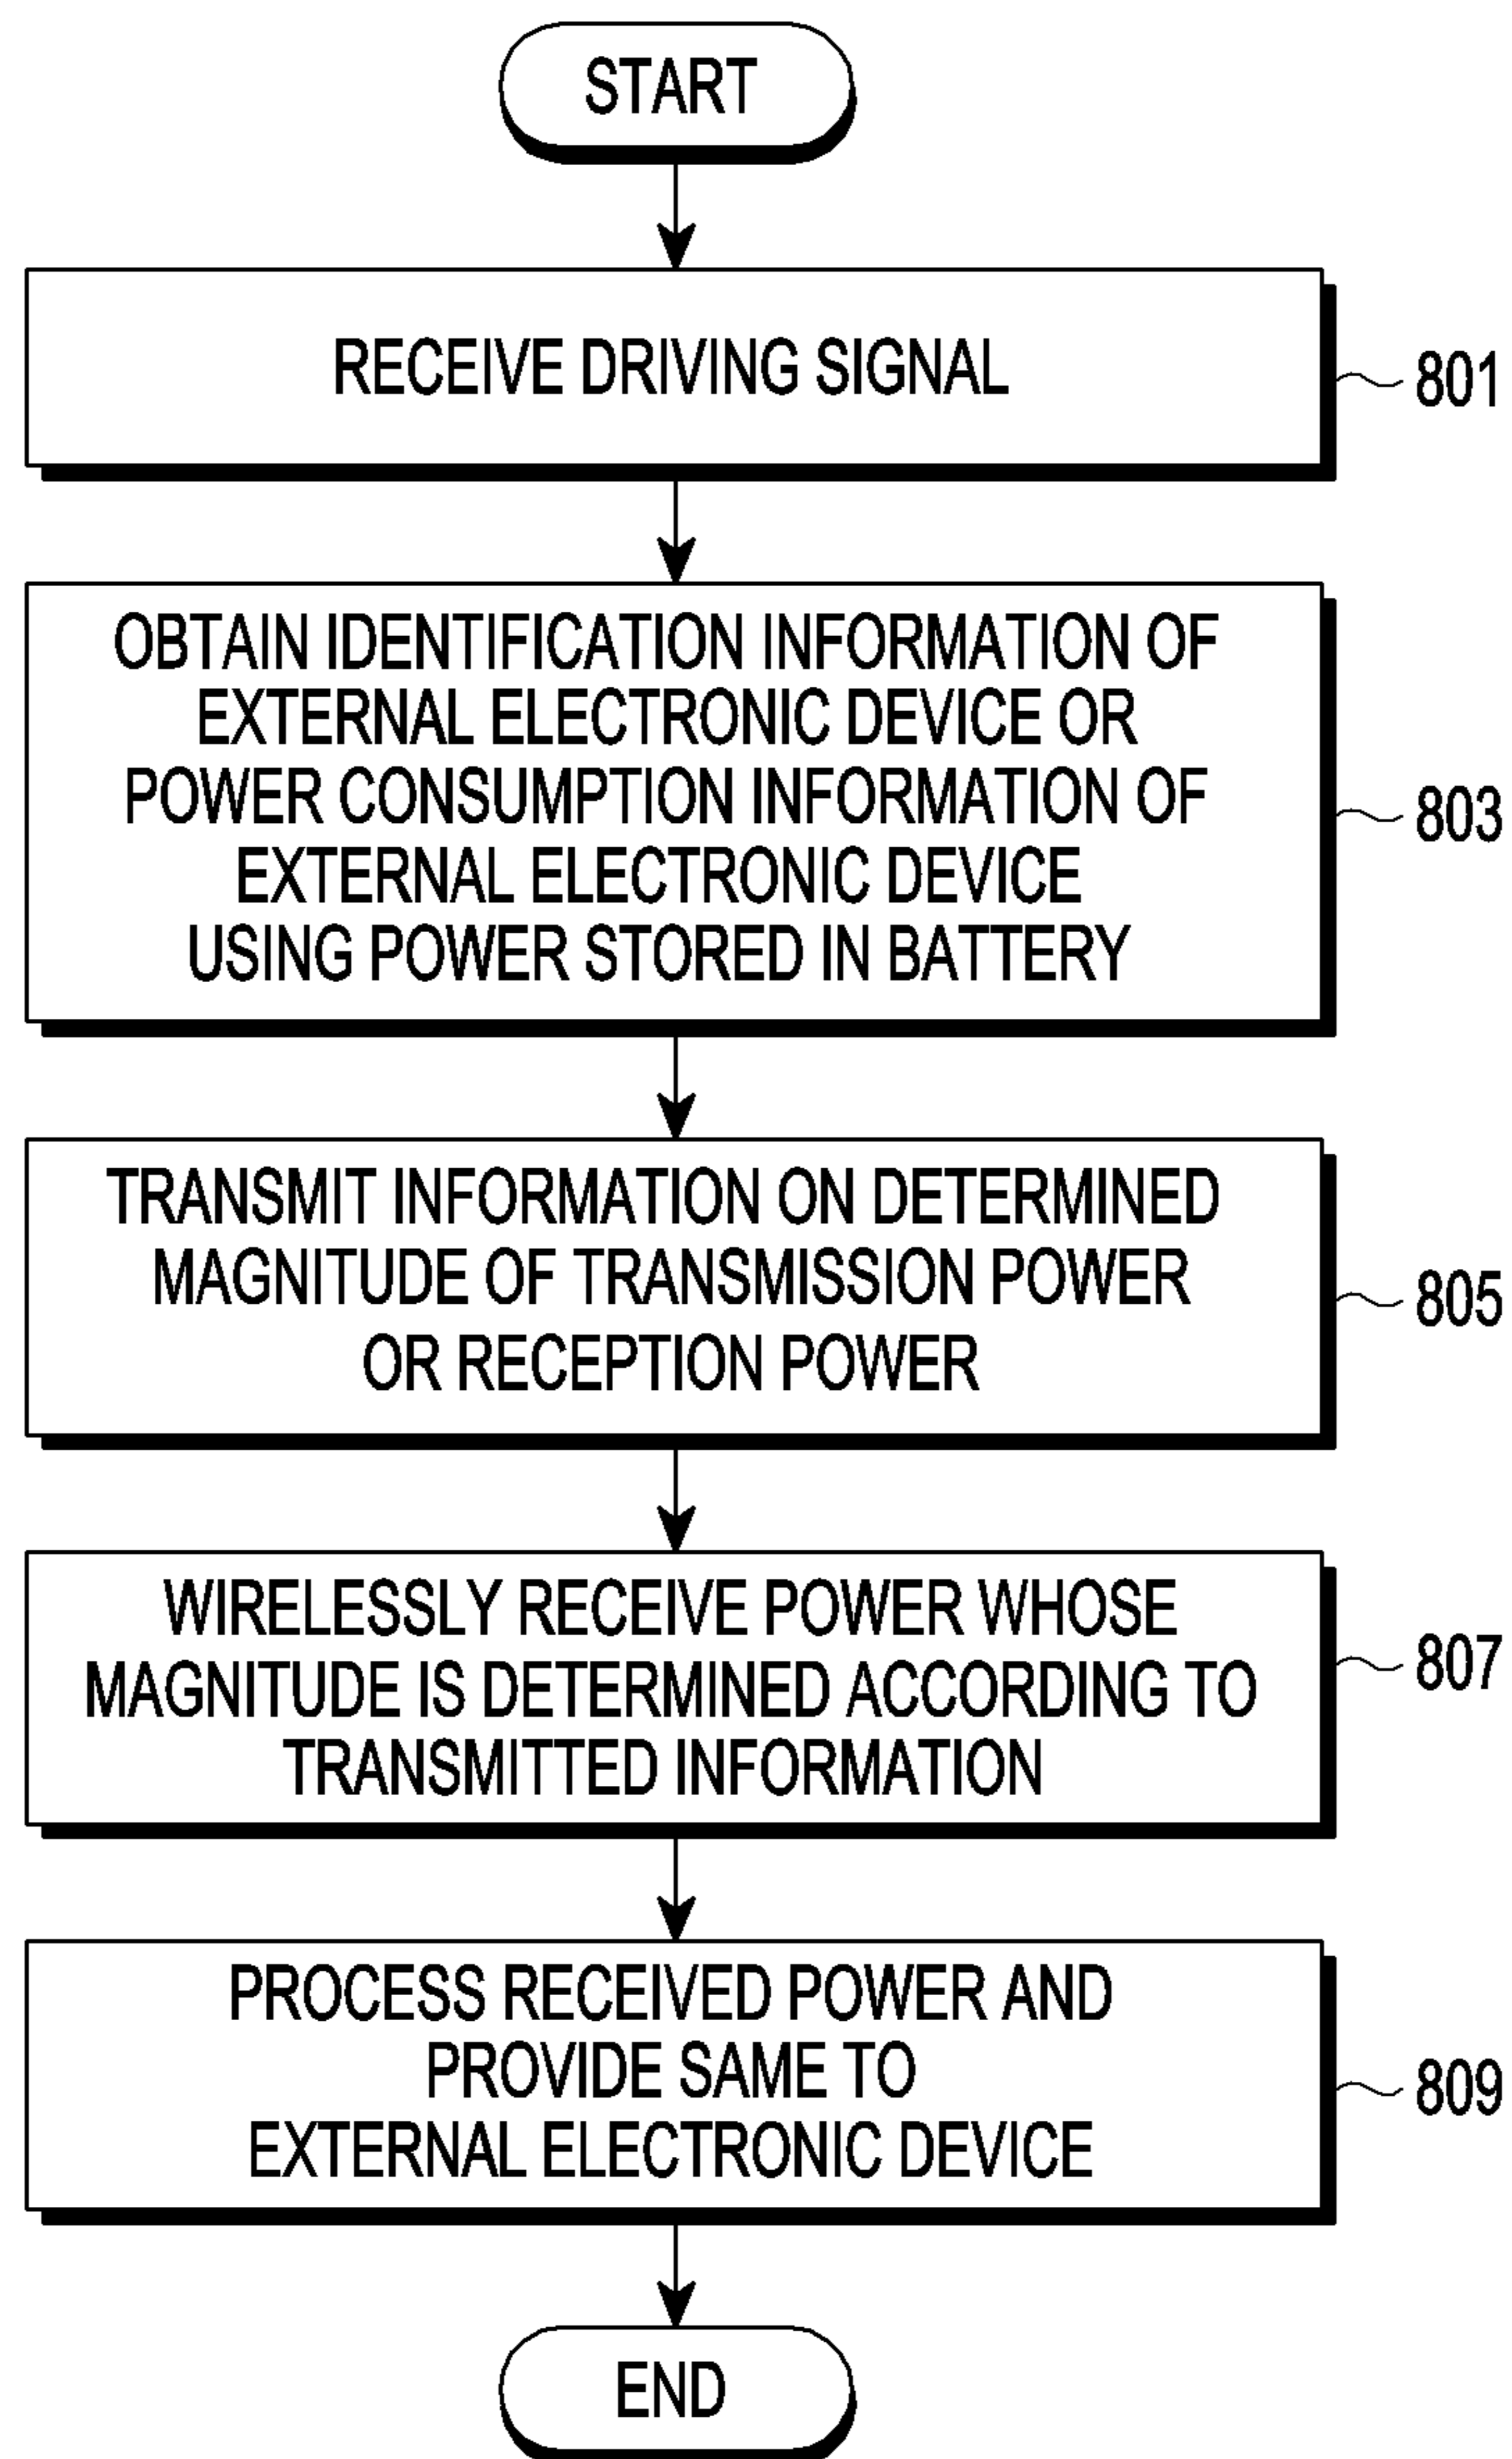 START
RECEIVE DRIVING SIGNAL
801
OBTAIN IDENTIFICATION INFORMATION OF
EXTERNAL ELECTRONIC DEVICE OR
POWER CONSUMPTION INFORMATION OF
EXTERNAL ELECTRONIC DEVICE
USING POWER STORED IN BATTERY
803
TRANSMIT INFORMATION ON DETERMINED
MAGNITUDE OF TRANSMISSION POWER
OR RECEPTION POWER
805
WIRELESSLY RECEIVE POWER WHOSE
MAGNITUDE IS DETERMINED ACCORDING TO
TRANSMITTED INFORMATION
807
PROCESS RECEIVED POWER AND
PROVIDE SAME TO
EXTERNAL ELECTRONIC DEVICE
809
END